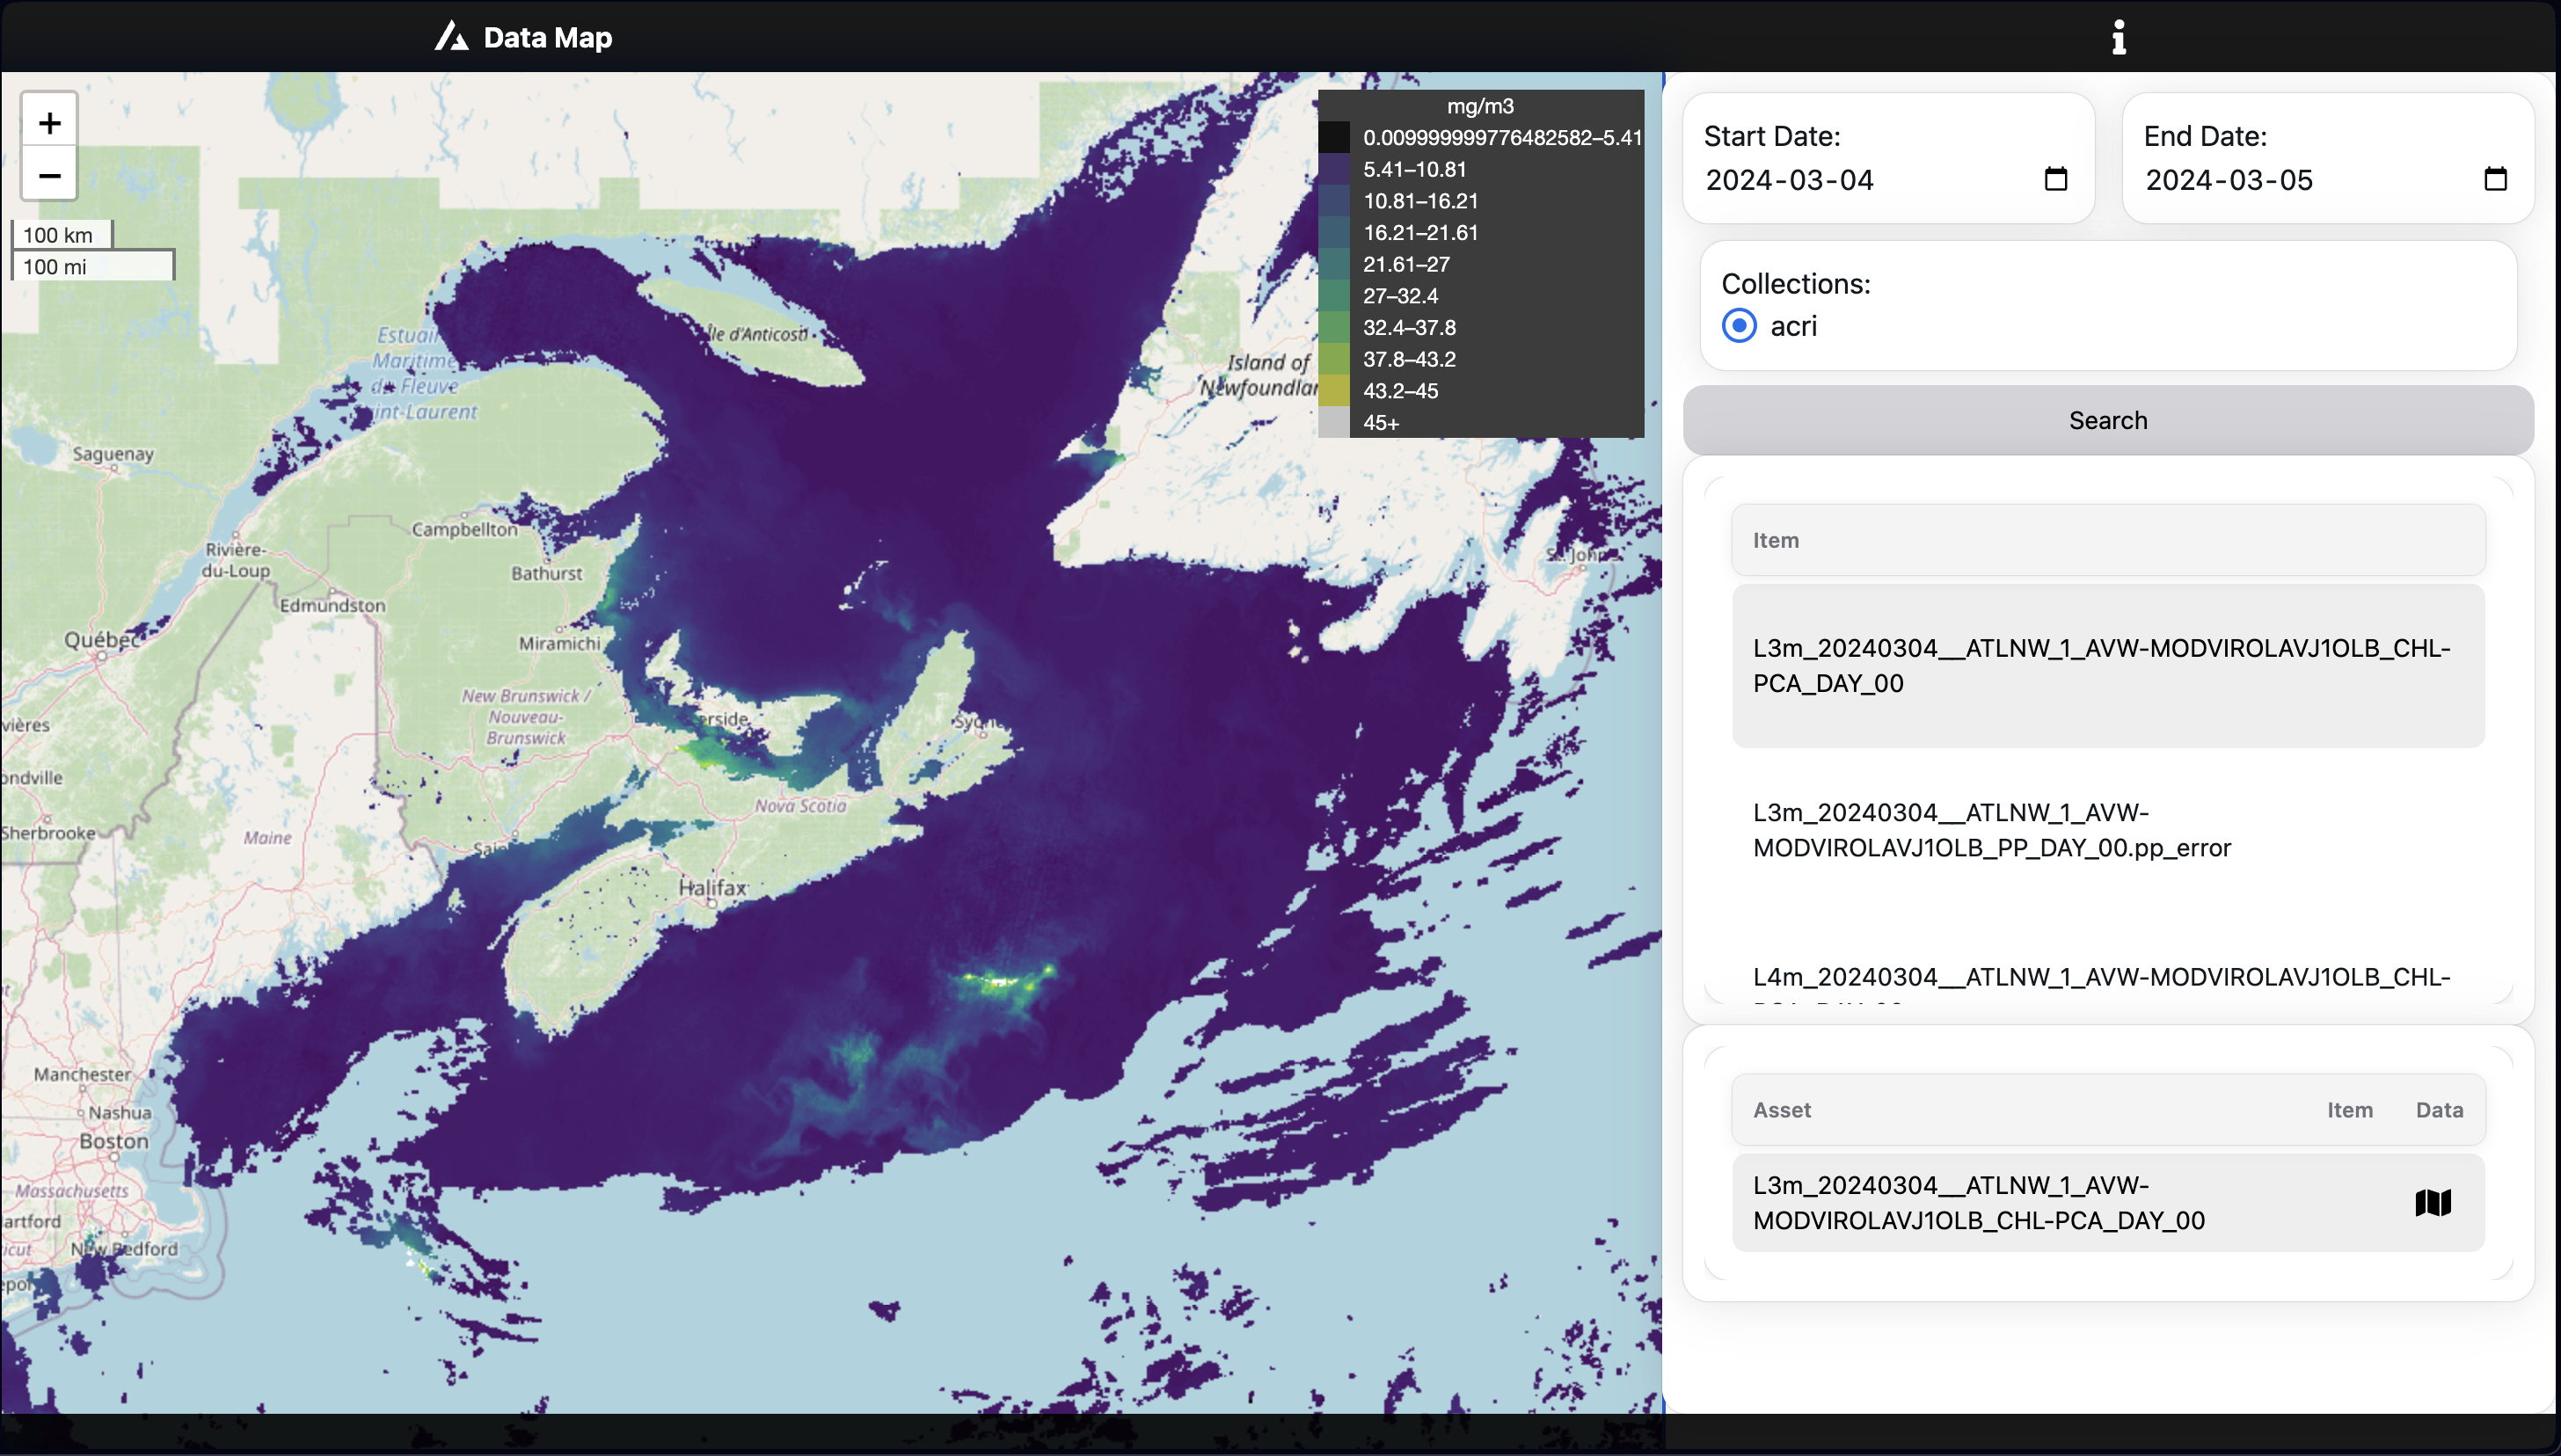 Data Map
+
−
100 km
100 mi
mg/m3
0.009999999776482582–5.41
5.41–10.81
10.81–16.21
16.21–21.61
21.61–27
27–32.4
32.4–37.8
37.8–43.2
43.2–45
45+
Île d'Anticosti
Estuai
Maritime
du Fleuve
int-Laurent
Island of
Newfoundlan
Saguenay
Campbellton
Rivière-
du-Loup
Bathurst
St. John's
Edmundston
Québec
Miramichi
New Brunswick /
Nouveau-
Brunswick
erside
Sydne
vières
ondville
Nova Scotia
Sherbrooke
Maine
Sain
Halifax
Manchester
Nashua
Boston
Massachusetts
artford
icut
New Bedford
epor
Start Date:
2024-03-04
End Date:
2024-03-05
Collections:
acri
Search
Item
L3m_20240304__ATLNW_1_AVW-MODVIROLAVJ1OLB_CHL-
PCA_DAY_00
L3m_20240304__ATLNW_1_AVW-
MODVIROLAVJ1OLB_PP_DAY_00.pp_error
L4m_20240304__ATLNW_1_AVW-MODVIROLAVJ1OLB_CHL-
Asset Item Data
L3m_20240304__ATLNW_1_AVW-
MODVIROLAVJ1OLB_CHL-PCA_DAY_00